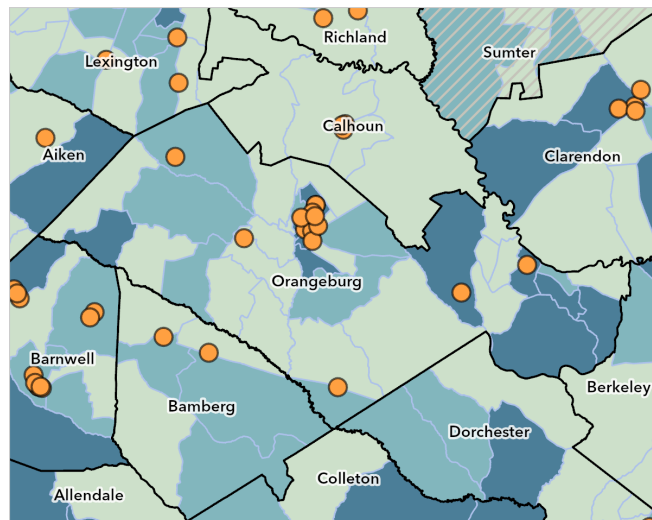 Richland
Sumter
Lexington
Calhoun
Aiken
Clarendon
Orangeburg
Barnwell
Berkeley
Bamberg
Dorchester
Colleton
Allendale